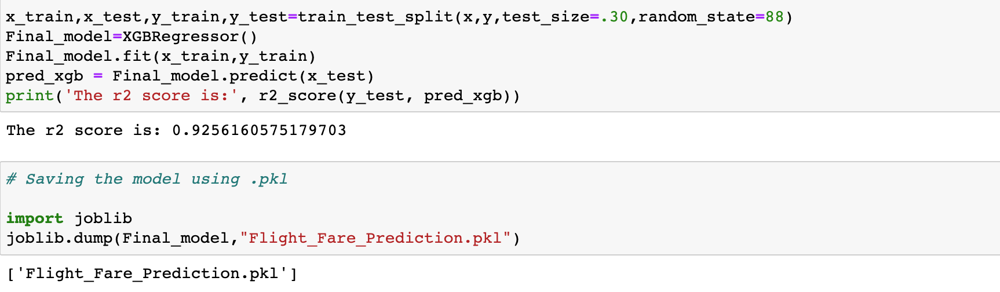 x_train,x_test,y_train,y_test=train_test_split(x,y,test_size=.30,random_state=88)
Final_model=XGBRegressor()
Final_model.fit(x_train,y_train)
pred_xgb = Final_model.predict(x_test)
print('The r2 score is:', r2_score(y_test, pred_xgb))
The r2 score is: 0.9256160575179703
# Saving the model using .pkl
import joblib
joblib.dump(Final_model,"Flight_Fare_Prediction.pkl")
['Flight_Fare_Prediction.pkl']